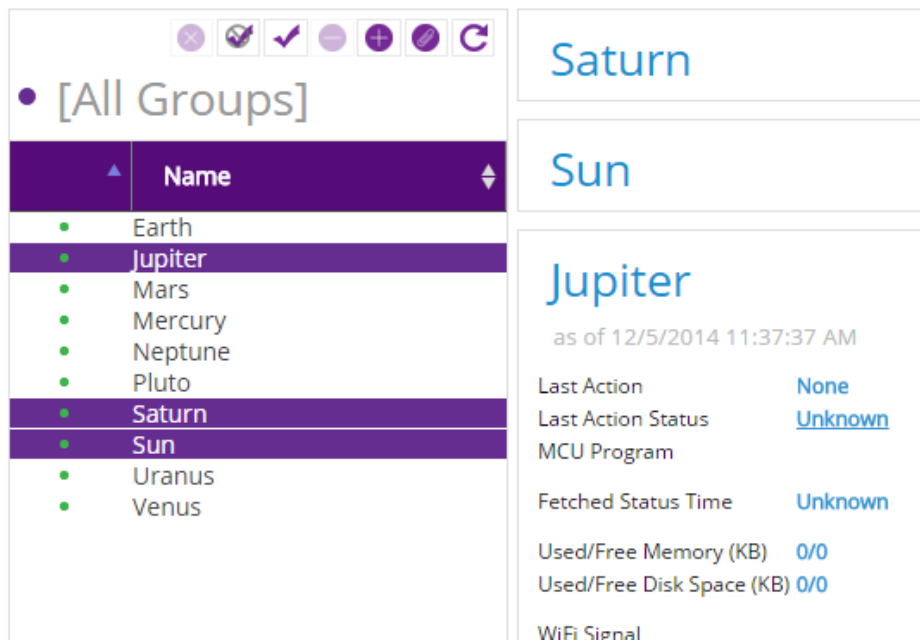 [All Groups]
Name
Earth
Jupiter
Mars
Mercury
Neptune
Pluto
Saturn
Sun
Uranus
Venus
Saturn
Sun
Jupiter
as of 12/5/2014 11:37:37 AM
Last Action None
Last Action Status Unknown
MCU Program
Fetched Status Time Unknown
Used/Free Memory (KB) 0/0
Used/Free Disk Space (KB) 0/0
WiFi Signal